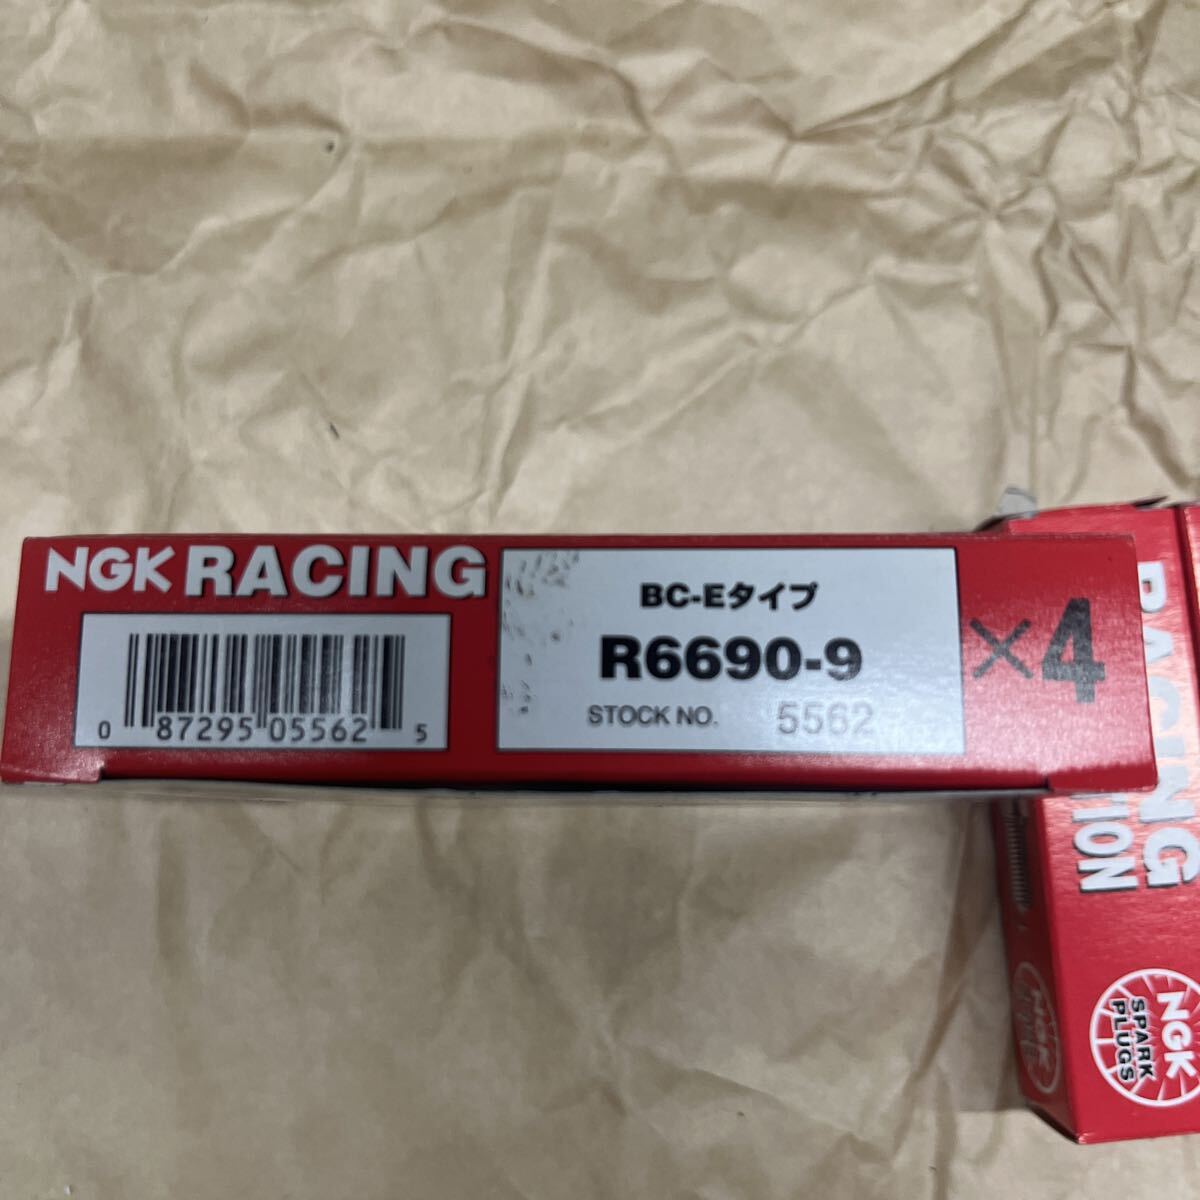 NGK RACING
BC-Eタイプ
R6690-9
STOCK NO. 5562
×4
0 87295 05562 5
RACING
NGK
SPARK
PLUGS
NGK